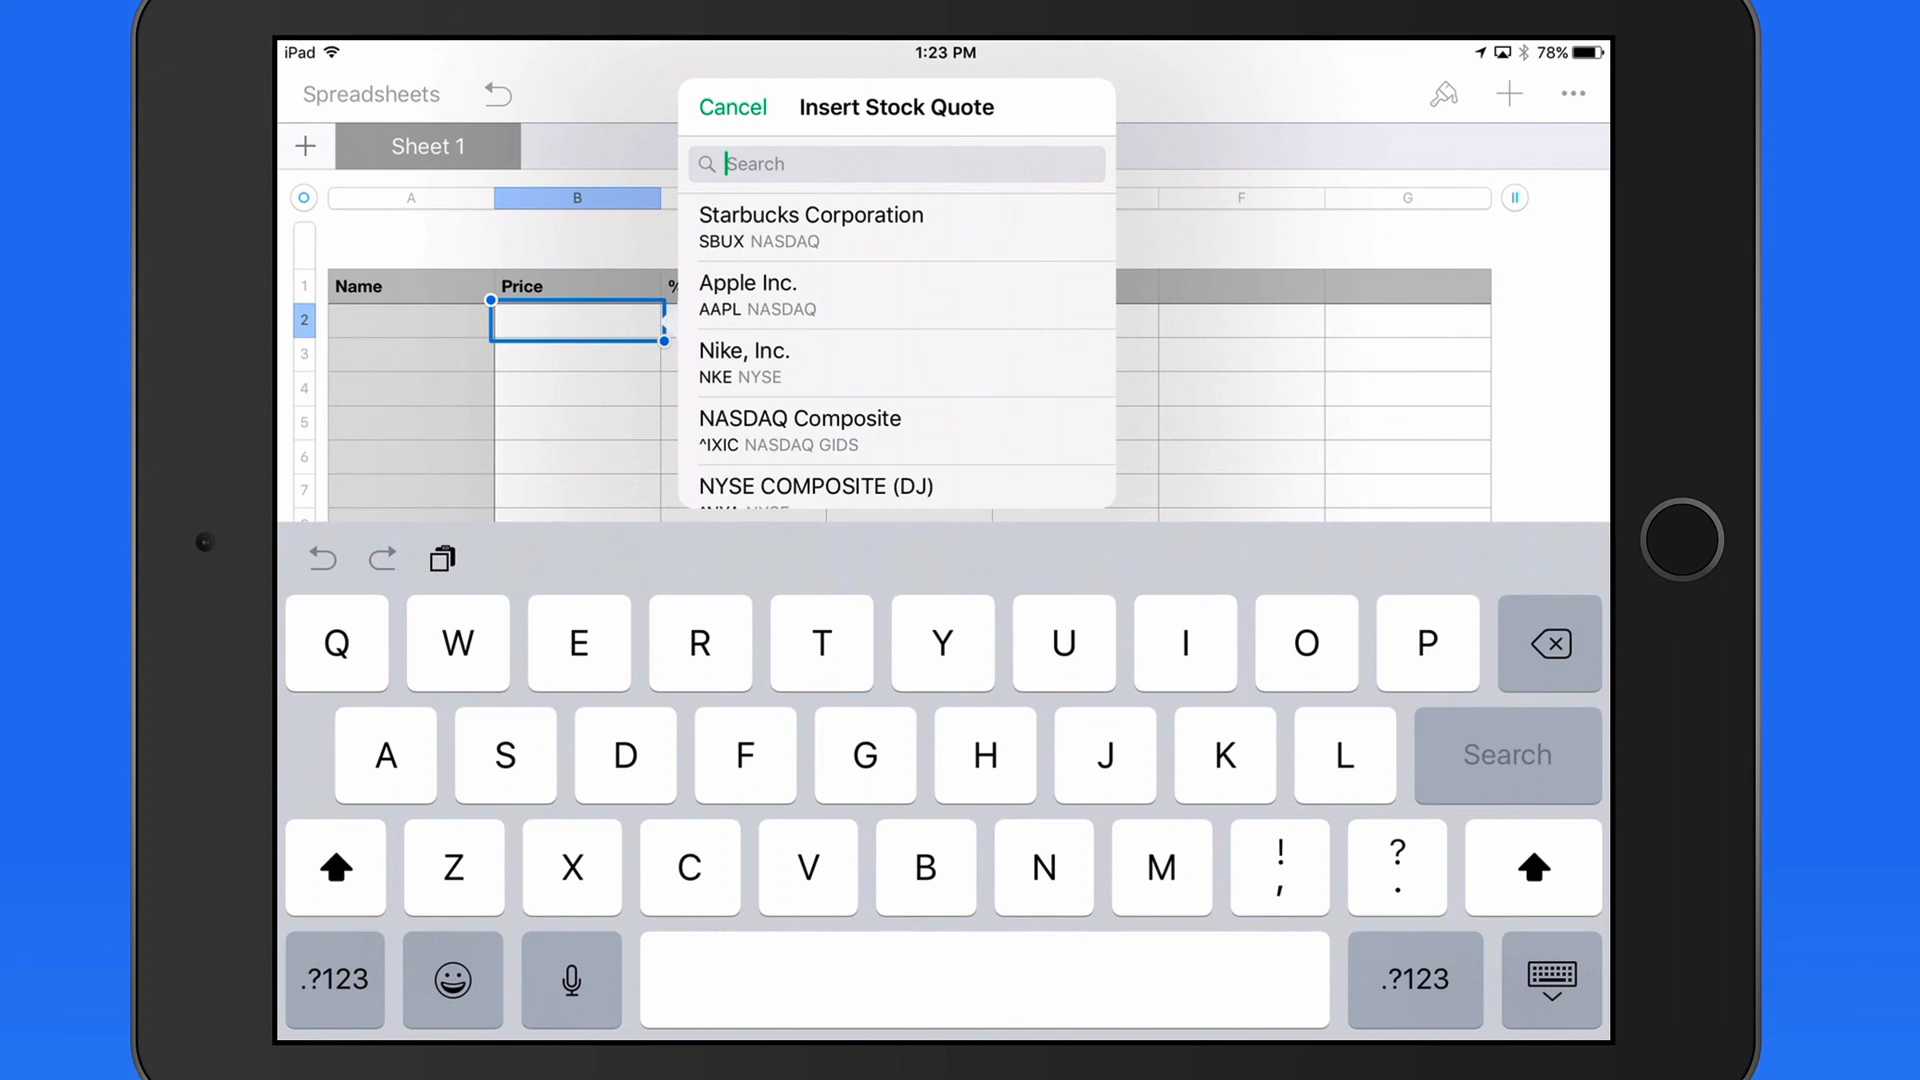 iPad
1:23 PM
78%
Spreadsheets
Cancel
Insert Stock Quote
Sheet 1
Search
A
B
F
G
Starbucks Corporation
SBUX NASDAQ
Apple Inc.
AAPL NASDAQ
1
Name
Price
%
2
3
4
5
6
7
Nike, Inc.
NKE NYSE
NASDAQ Composite
^IXIC NASDAQ GIDS
NYSE COMPOSITE (DJ)
Q W E R T Y U I O P
A S D F G H J K L Search
Z X C V B N M ! , ? .
.?123
.?123